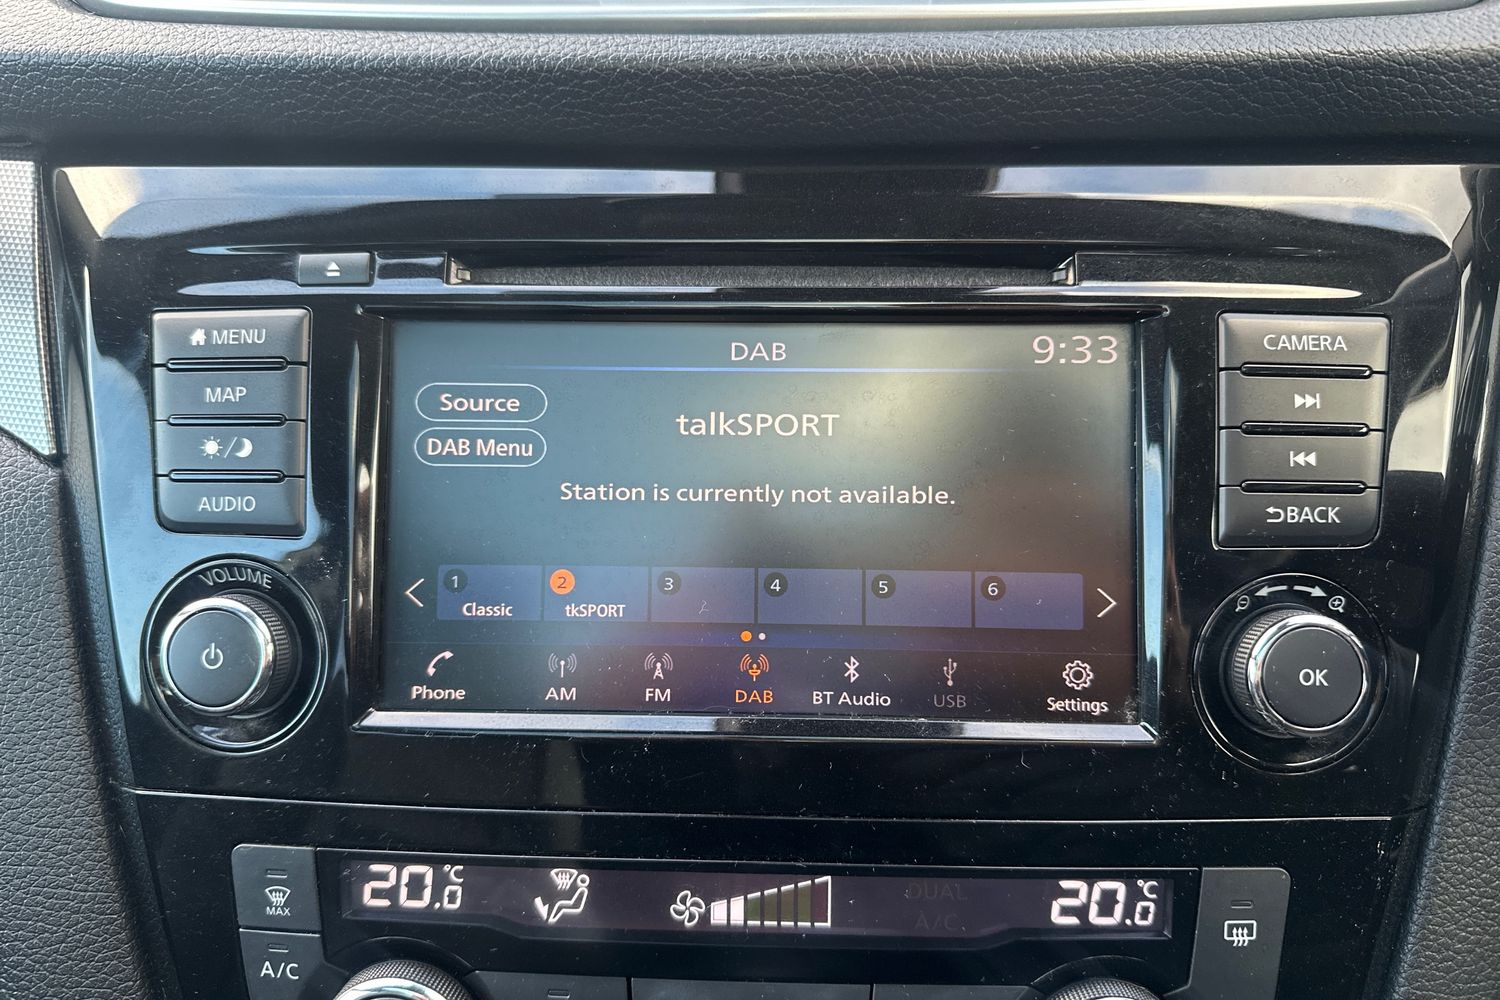 DAB
9:33
MENU
CAMERA
MAP
AUDIO
BACK
Source
DAB Menu
talkSPORT
Station is currently not available.
1
Classic
2
tkSPORT
3
4
5
6
VOLUME
OK
Phone
AM
FM
DAB
BT Audio
USB
Settings
MAX
20.0°C
DUAL
A/C
20.0°C
A/C